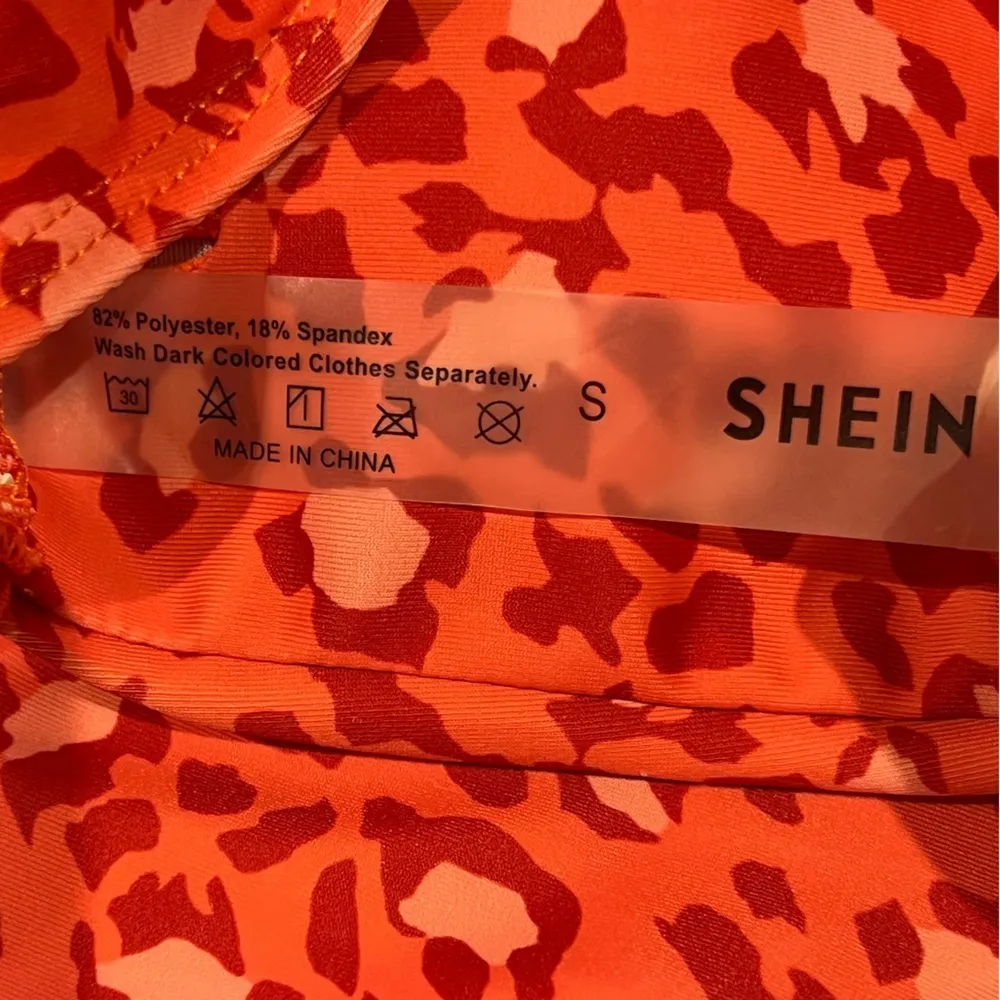 82% Polyester, 18% Spandex
Wash Dark Colored Clothes Separately.
30
S
SHEIN
MADE IN CHINA